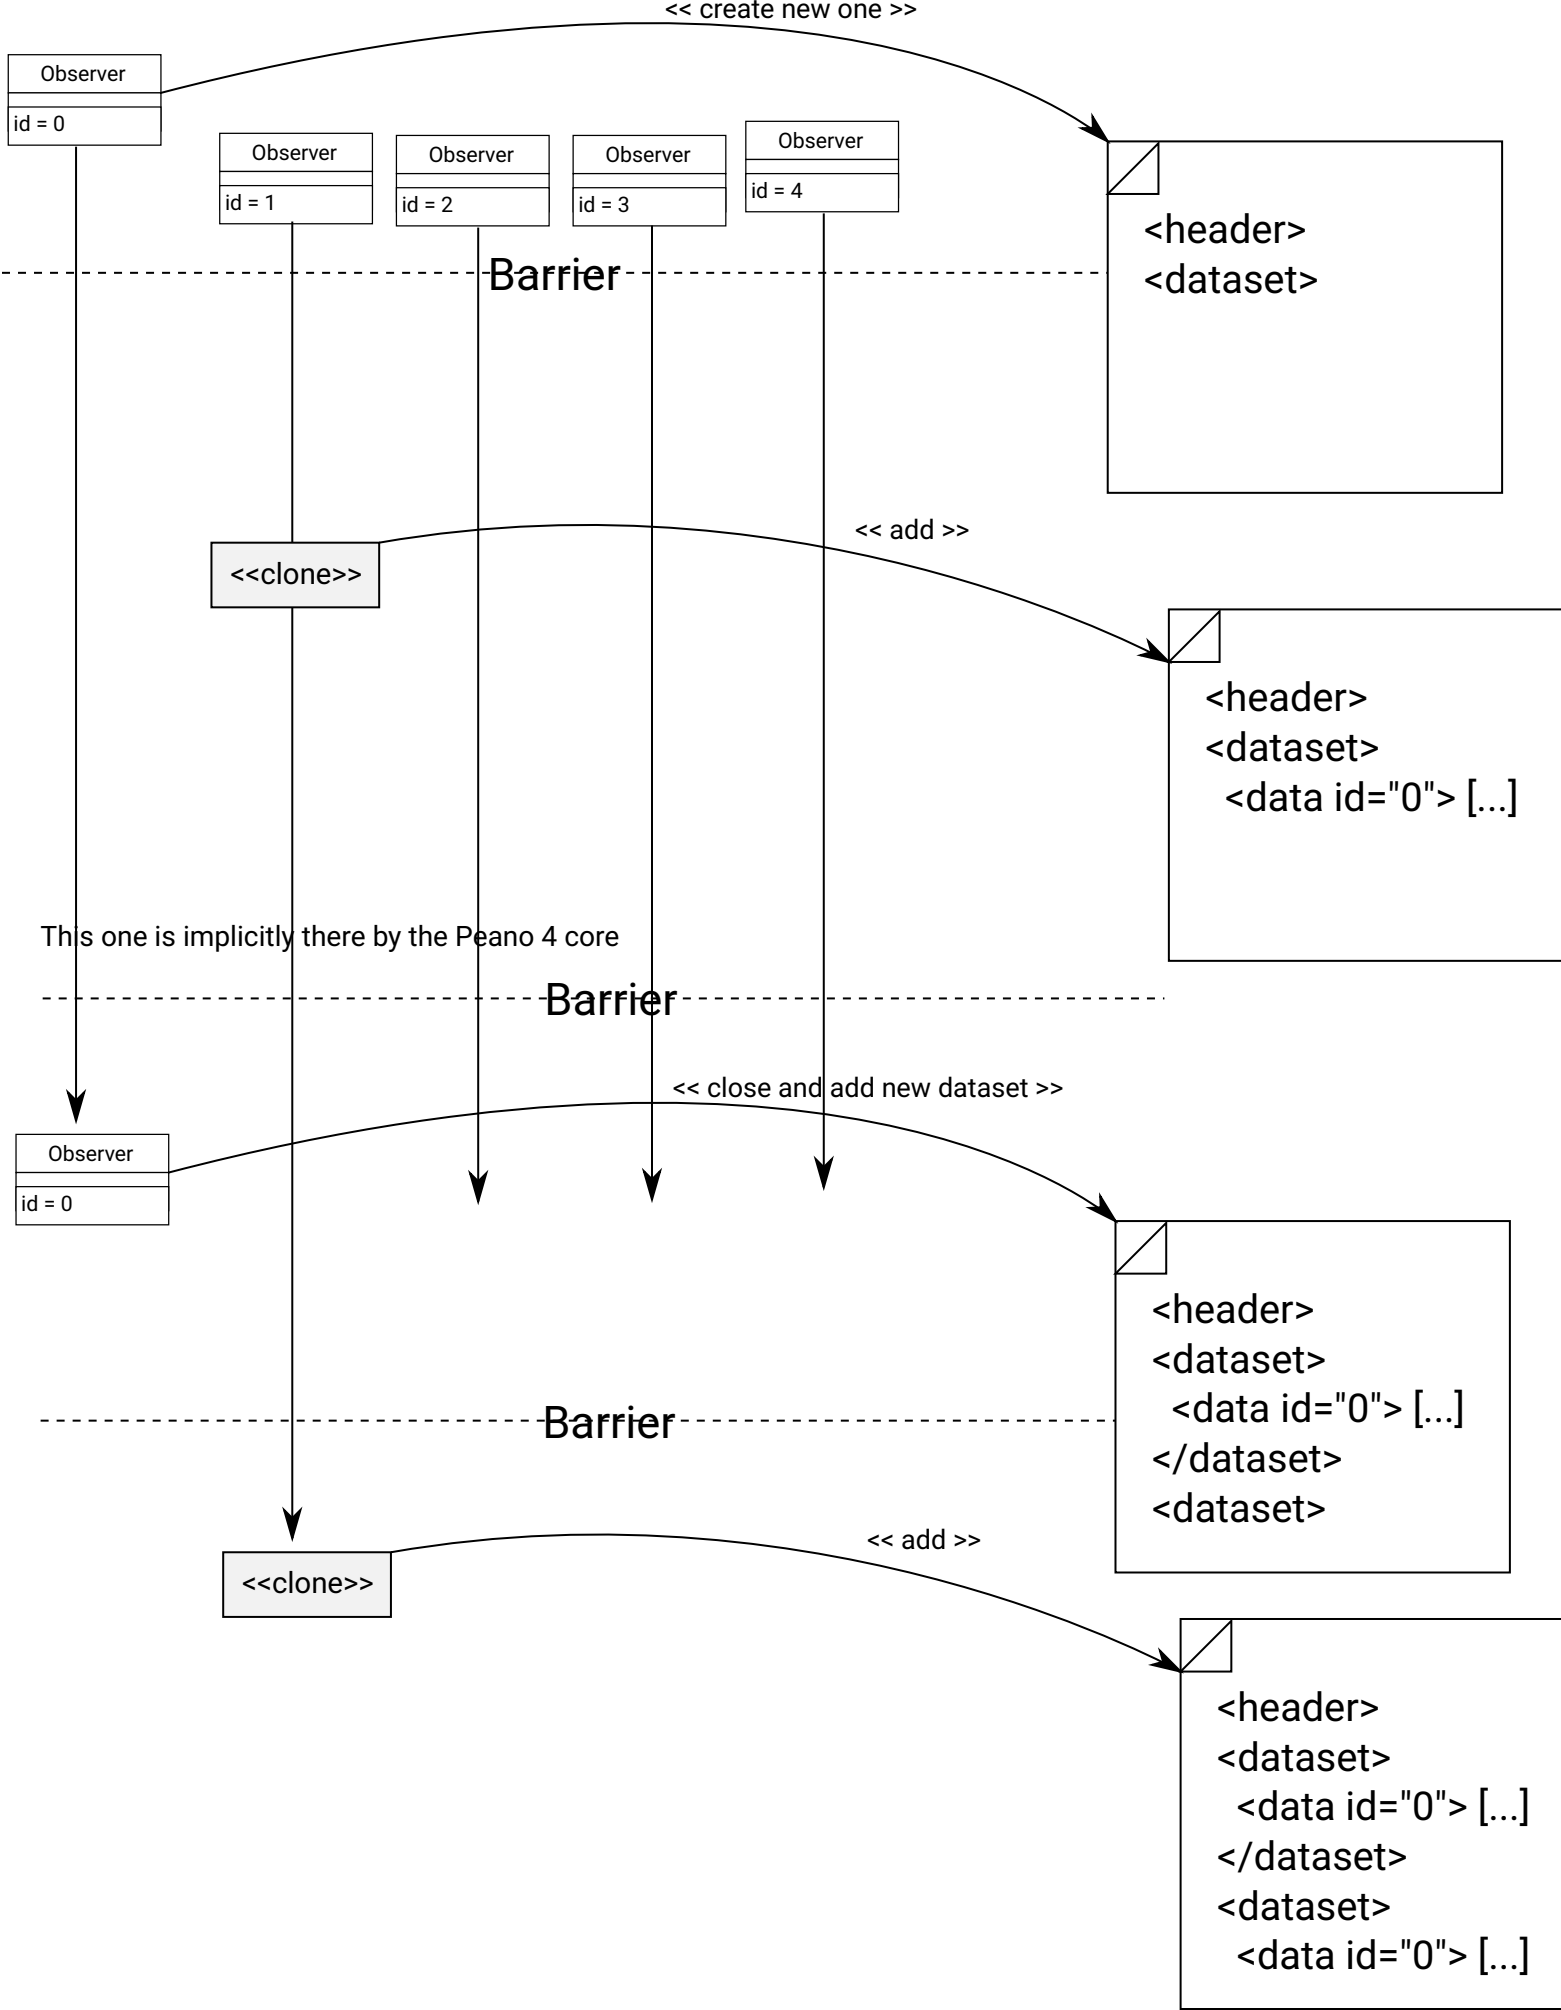 << create new one >>
Observer
id = 0
Observer
id = 1
Observer
id = 2
Observer
id = 3
Observer
id = 4
<header>
<dataset>
Barrier
<< add >>
<<clone>>
<header>
<dataset>
<data id="0"> [...]
This one is implicitly there by the Peano 4 core
Barrier
<< close and add new dataset >>
Observer
id = 0
<header>
<dataset>
<data id="0"> [...]
</dataset>
<dataset>
Barrier
<< add >>
<<clone>>
<header>
<dataset>
<data id="0"> [...]
</dataset>
<dataset>
<data id="0"> [...]